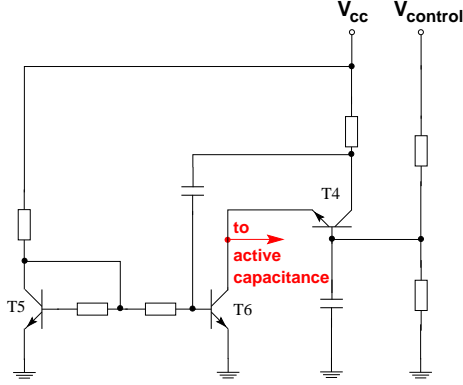 Vcc
Vcontrol
T4
to
active
capacitance
T5
T6